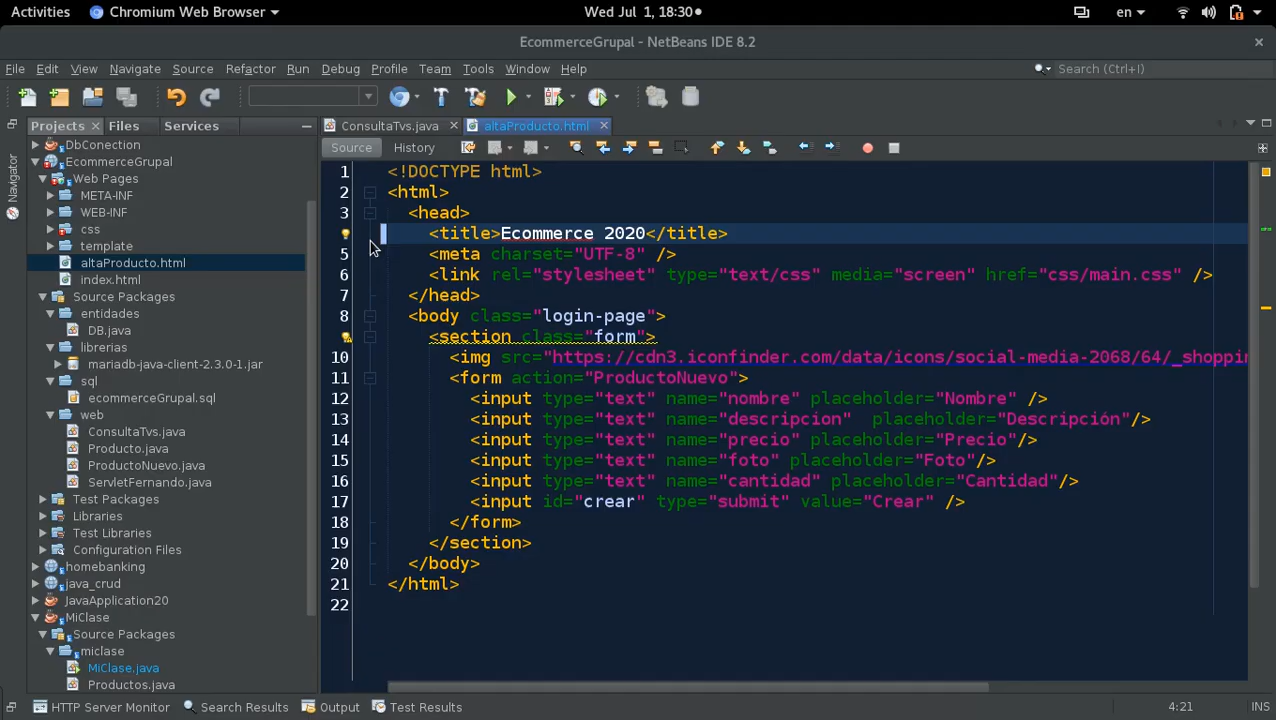 Activities Chromium Web Browser Wed Jul 1, 18:30 en
EcommerceGrupal - NetBeans IDE 8.2
File Edit View Navigate Source Refactor Run Debug Profile Team Tools Window Help Search (Ctrl+I)
Projects Files Services ConsultaTvs.java altaProducto.html
Source History
Navigator
DbConection
EcommerceGrupal
Web Pages
META-INF
WEB-INF
css
template
altaProducto.html
index.html
Source Packages
entidades
DB.java
librerias
mariadb-java-client-2.3.0-1.jar
sql
ecommerceGrupal.sql
web
ConsultaTvs.java
Producto.java
ProductoNuevo.java
ServletFernando.java
Test Packages
Libraries
Test Libraries
Configuration Files
homebanking
java_crud
JavaApplication20
MiClase
Source Packages
miclase
MiClase.java
Productos.java
1 <!DOCTYPE html>
2 <html>
3 <head>
<title>Ecommerce 2020</title>
5 <meta charset="UTF-8" />
6 <link rel="stylesheet" type="text/css" media="screen" href="css/main.css" />
7 </head>
8 <body class="login-page">
<section class="form">
10 <img src="https://cdn3.iconfinder.com/data/icons/social-media-2068/64/_shoppin
11 <form action="ProductoNuevo">
12 <input type="text" name="nombre" placeholder="Nombre" />
13 <input type="text" name="descripcion" placeholder="Descripción"/>
14 <input type="text" name="precio" placeholder="Precio"/>
15 <input type="text" name="foto" placeholder="Foto"/>
16 <input type="text" name="cantidad" placeholder="Cantidad"/>
17 <input id="crear" type="submit" value="Crear" />
18 </form>
19 </section>
20 </body>
21 </html>
22
HTTP Server Monitor Search Results Output Test Results 4:21 INS